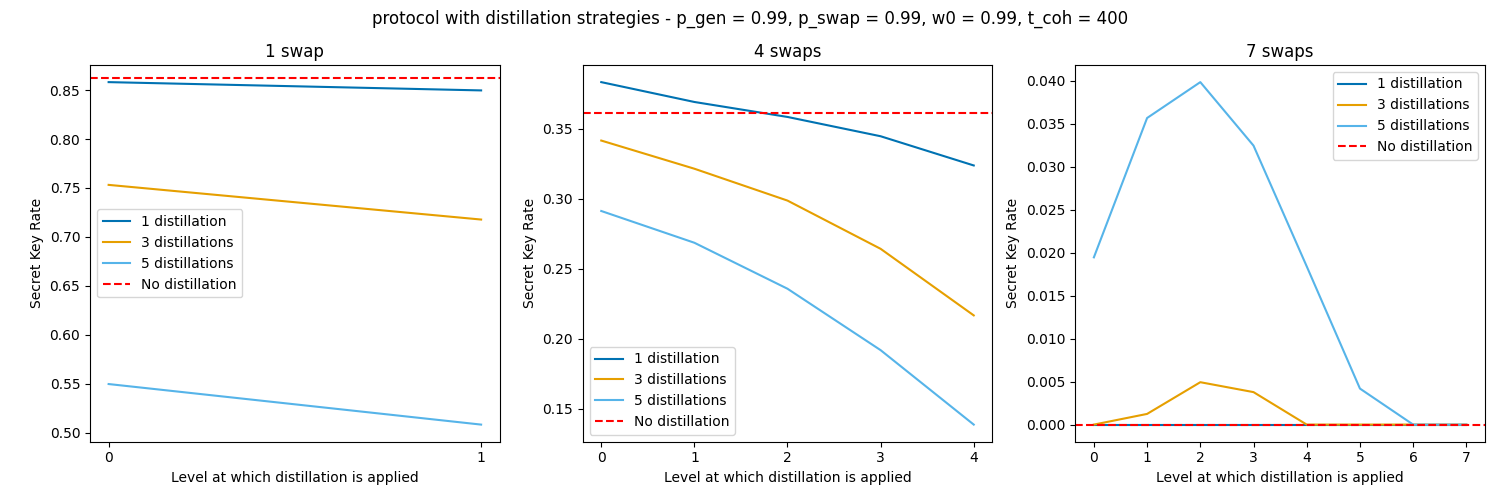 protocol with distillation strategies - p_gen = 0.99, p_swap = 0.99, w0 = 0.99, t_coh = 400
1 swap
Secret Key Rate
0.85
0.80
0.75
0.70
0.65
0.60
0.55
0.50
1 distillation
3 distillations
5 distillations
No distillation
0 1
Level at which distillation is applied
4 swaps
Secret Key Rate
0.35
0.30
0.25
0.20
0.15
1 distillation
3 distillations
5 distillations
No distillation
0 1 2 3 4
Level at which distillation is applied
7 swaps
Secret Key Rate
0.040
0.035
0.030
0.025
0.020
0.015
0.010
0.005
0.000
1 distillation
3 distillations
5 distillations
No distillation
0 1 2 3 4 5 6 7
Level at which distillation is applied